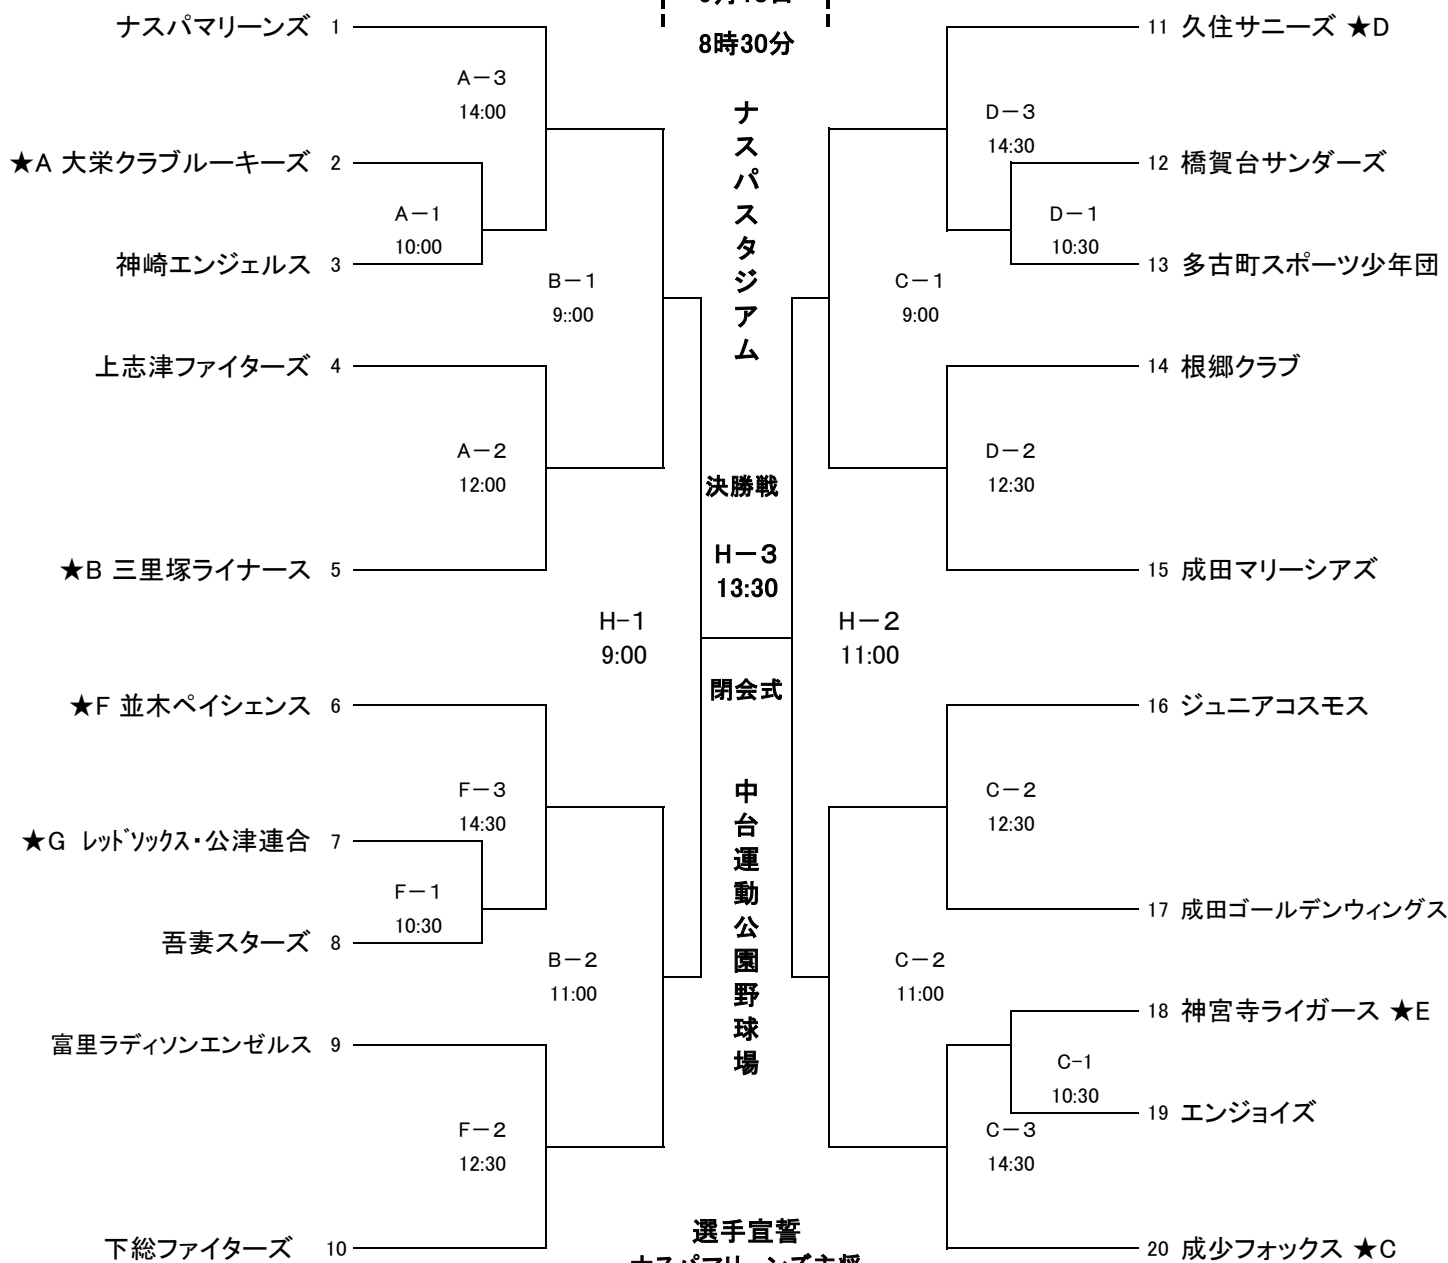 8時30分
ナスパスタジアム
ナスパマリーンズ 1
A－3
14:00
★A 大栄クラブルーキーズ 2
A－1
10:00
神崎エンジェルス 3
B－1
9::00
上志津ファイターズ 4
A－2
12:00
★B 三里塚ライナース 5
H-1
9:00
★F 並木ペイシェンス 6
F－3
14:30
★G ﾚｯﾄﾞｿｯｸｽ・公津連合 7
F－1
10:30
吾妻スターズ 8
B－2
11:00
富里ラディソンエンゼルス 9
F－2
12:30
下総ファイターズ 10
決勝戦
H－3
13:30
閉会式
中台運動公園野球場
選手宣誓
ナスパマリーンズ主将
11 久住サニーズ ★D
D－3
14:30
12 橋賀台サンダーズ
D－1
10:30
13 多古町スポーツ少年団
C－1
9:00
14 根郷クラブ
D－2
12:30
15 成田マリーシアズ
H－2
11:00
16 ジュニアコスモス
C－2
12:30
17 成田ゴールデンウィングス
C－2
11:00
18 神宮寺ライガース ★E
C-1
10:30
19 エンジョイズ
C－3
14:30
20 成少フォックス ★C